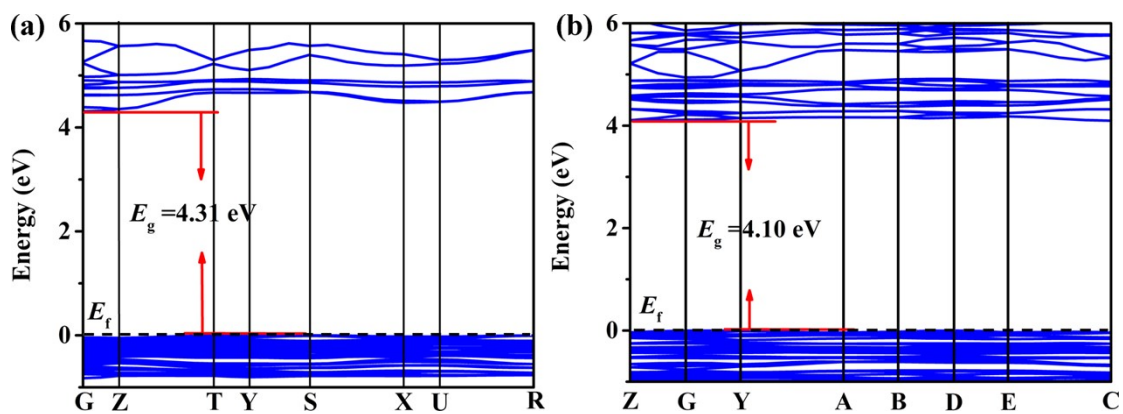 (a)
Energy (eV)
6
4
2
0
E_g =4.31 eV
E_f
G Z T Y S X U R
(b)
Energy (eV)
6
4
2
0
E_g =4.10 eV
E_f
Z G Y A B D E C